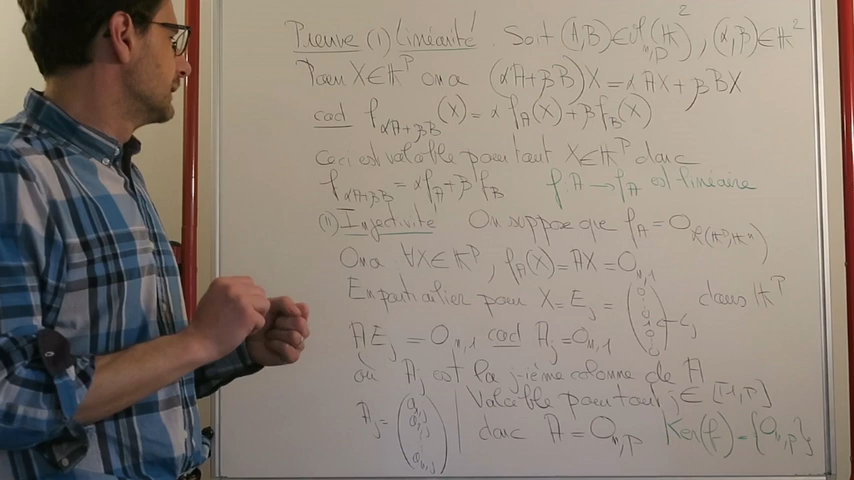 Preuve (i) Linéarité. Soit (A,B)∈ℳn,p(𝕂)², (α,β)∈𝕂²
Pour X∈𝕂^p on a (αA+βB)X=αAX+βBX
càd f_{αA+βB}(X)=αf_A(X)+βf_B(X)
Ceci est valable pour tout X∈𝕂^p donc
f_{αA+βB}=αf_A+βf_B f:A→f_A est linéaire
(ii) Injectivité On suppose que f_A=0_{ℒ(𝕂^p,𝕂^n)}
On a ∀X∈𝕂^p, f_A(X)=AX=0_{n,1}
En particulier pour X=E_j=(0 ⋮ 0 1 0 ⋮ 0)←j dans 𝕂^p
AE_j=0_{n,1} càd A_j=0_{n,1}
où A_j est la j-ième colonne de A
A_j=(a_{1,j} a_{2,j} ⋮ a_{n,j}) Valable pour tout j∈⟦1,p⟧
donc A=0_{n,p} Ker(f)={0_{n,p}}